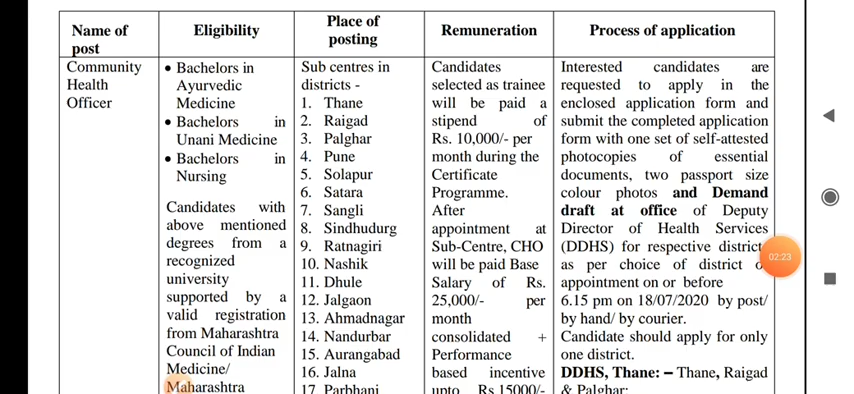 Name of post
Eligibility
Place of posting
Remuneration
Process of application
Community
Health
Officer
• Bachelors in
Ayurvedic
Medicine
• Bachelors in
Unani Medicine
• Bachelors in
Nursing
Candidates with
above mentioned
degrees from a
recognized
university
supported by a
valid registration
from Maharashtra
Council of Indian
Medicine/
Maharashtra
Sub centres in
districts -
1. Thane
2. Raigad
3. Palghar
4. Pune
5. Solapur
6. Satara
7. Sangli
8. Sindhudurg
9. Ratnagiri
10. Nashik
11. Dhule
12. Jalgaon
13. Ahmadnagar
14. Nandurbar
15. Aurangabad
16. Jalna
17. Parbhani
Candidates
selected as trainee
will be paid a
stipend of
Rs. 10,000/- per
month during the
Certificate
Programme.
After
appointment at
Sub-Centre, CHO
will be paid Base
Salary of Rs.
25,000/- per
month
consolidated +
Performance
based incentive
upto Rs 15000/-
Interested candidates are
requested to apply in the
enclosed application form and
submit the completed application
form with one set of self-attested
photocopies of essential
documents, two passport size
colour photos and Demand
draft at office of Deputy
Director of Health Services
(DDHS) for respective district
as per choice of district
appointment on or before
6.15 pm on 18/07/2020 by post/
by hand/ by courier.
Candidate should apply for only
one district.
DDHS, Thane: – Thane, Raigad
& Palghar;
02:23